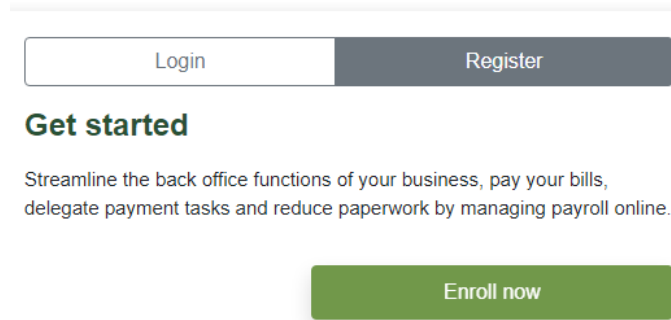 Login Register
Get started
Streamline the back office functions of your business, pay your bills,
delegate payment tasks and reduce paperwork by managing payroll online.
Enroll now